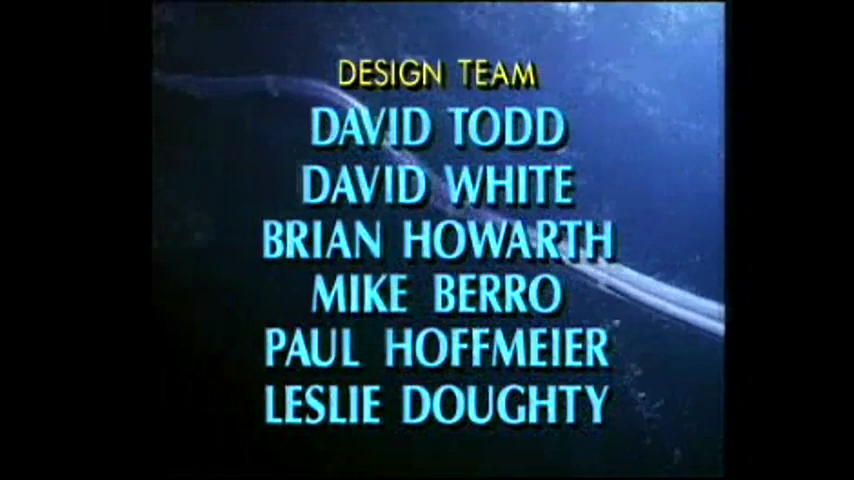 DESIGN TEAM
DAVID TODD
DAVID WHITE
BRIAN HOWARTH
MIKE BERRO
PAUL HOFFMEIER
LESLIE DOUGHTY